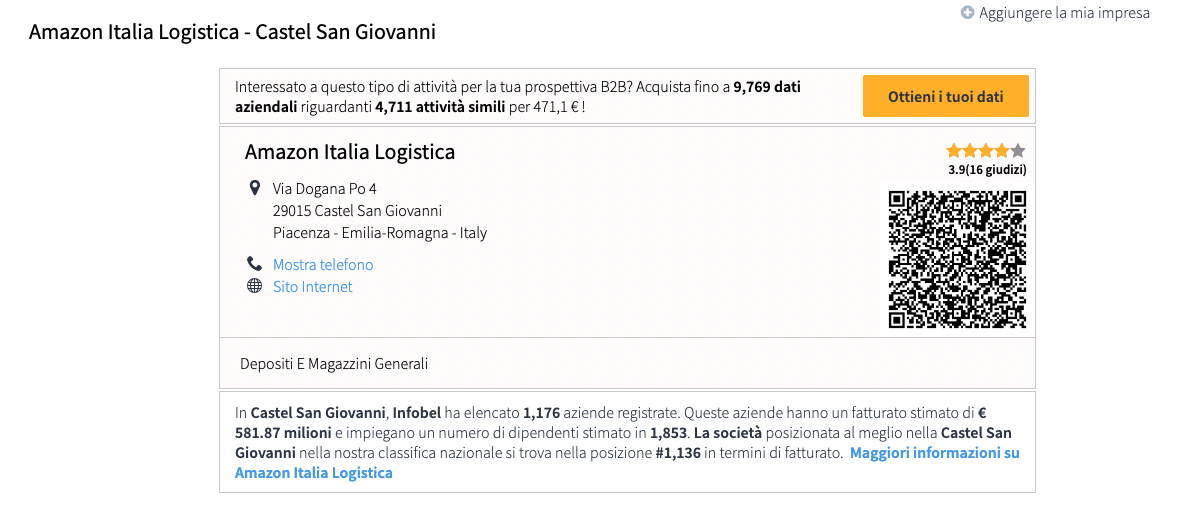 Aggiungere la mia impresa
Amazon Italia Logistica - Castel San Giovanni
Interessato a questo tipo di attività per la tua prospettiva B2B? Acquista fino a 9,769 dati
aziendali riguardanti 4,711 attività simili per 471,1 € !
Ottieni i tuoi dati
Amazon Italia Logistica
3.9(16 giudizi)
Via Dogana Po 4
29015 Castel San Giovanni
Piacenza - Emilia-Romagna - Italy
Mostra telefono
Sito Internet
Depositi E Magazzini Generali
In Castel San Giovanni, Infobel ha elencato 1,176 aziende registrate. Queste aziende hanno un fatturato stimato di €
581.87 milioni e impiegano un numero di dipendenti stimato in 1,853. La società posizionata al meglio nella Castel San
Giovanni nella nostra classifica nazionale si trova nella posizione #1,136 in termini di fatturato. Maggiori informazioni su
Amazon Italia Logistica